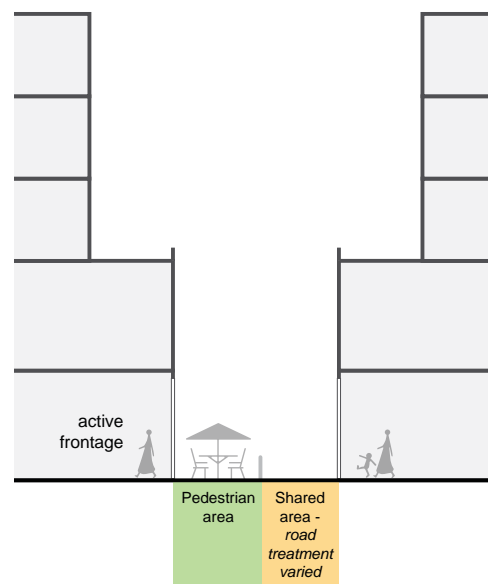 active
frontage
Pedestrian
area
Shared
area -
road
treatment
varied